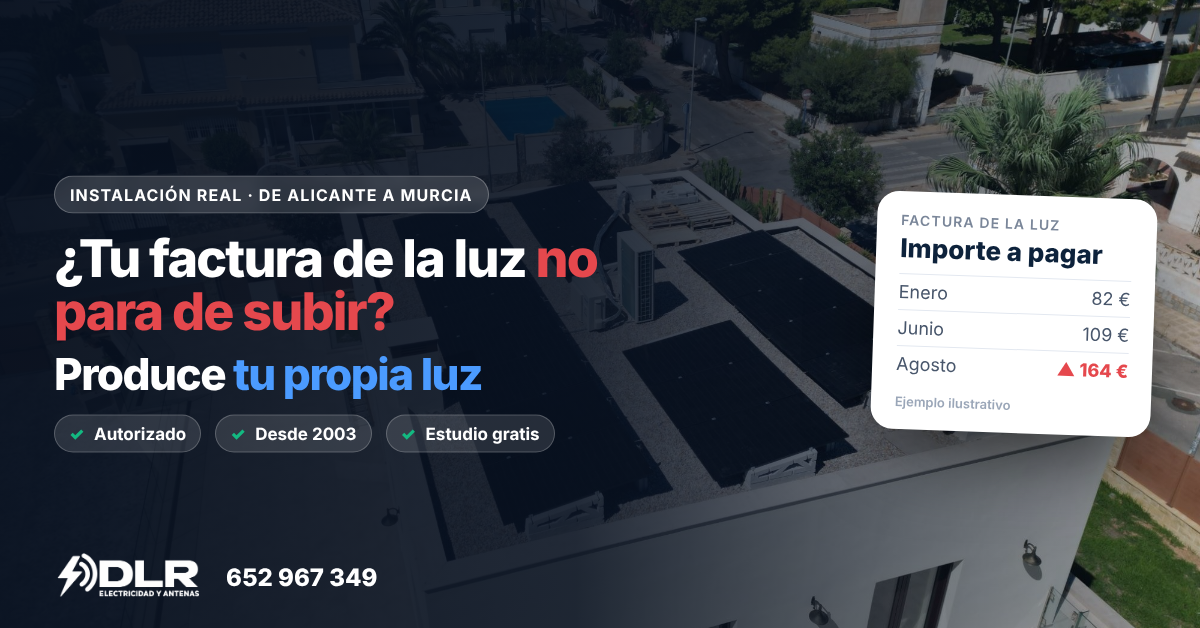 INSTALACIÓN REAL · DE ALICANTE A MURCIA
¿Tu factura de la luz no
para de subir?
Produce tu propia luz
✓ Autorizado
✓ Desde 2003
✓ Estudio gratis
DLR
ELECTRICIDAD Y ANTENAS
652 967 349
FACTURA DE LA LUZ
Importe a pagar
Enero 82 €
Junio 109 €
Agosto ▲ 164 €
Ejemplo ilustrativo